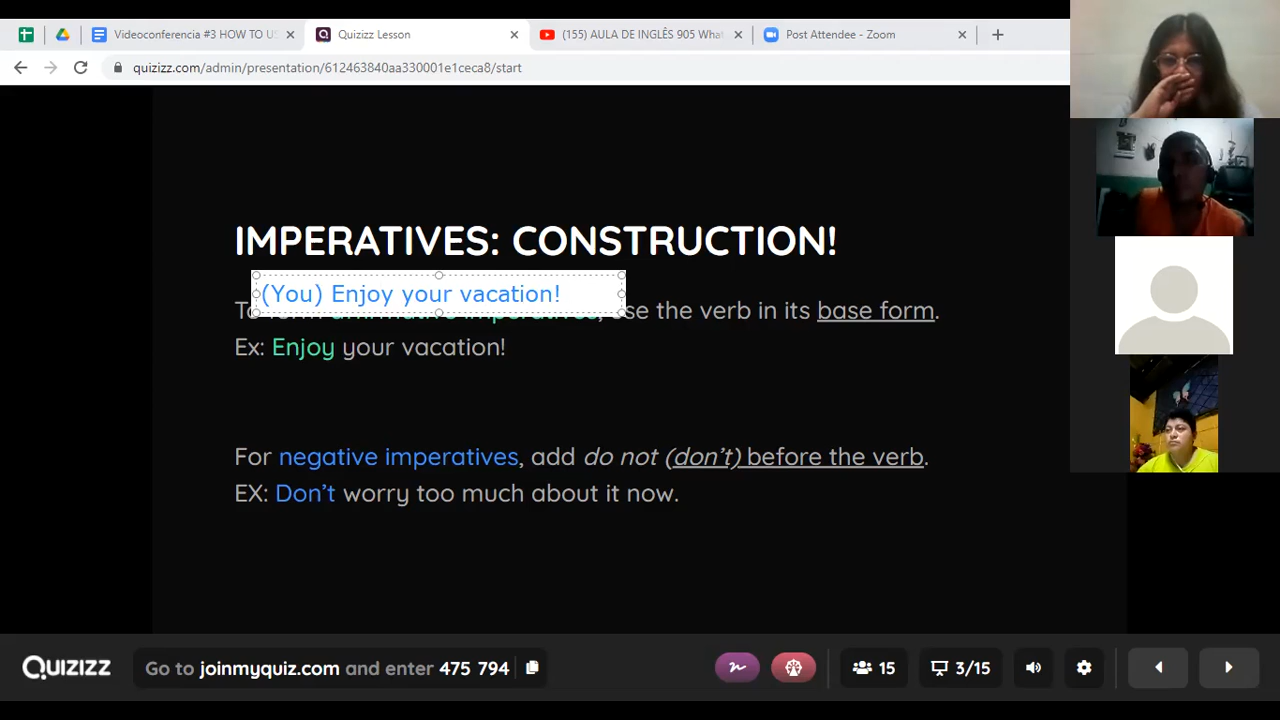 Videoconferencia #3 HOW TO U
Quizizz Lesson
(155) AULA DE INGLÊS 905 What
Post Attendee - Zoom
quizizz.com/admin/presentation/612463840aa330001e1ceca8/start
IMPERATIVES: CONSTRUCTION!
(You) Enjoy your vacation!
To form affirmative imperatives, use the verb in its base form.
Ex: Enjoy your vacation!
For negative imperatives, add do not (don't) before the verb.
EX: Don't worry too much about it now.
QUIZIZZ
Go to joinmyquiz.com and enter 475 794
15
3/15